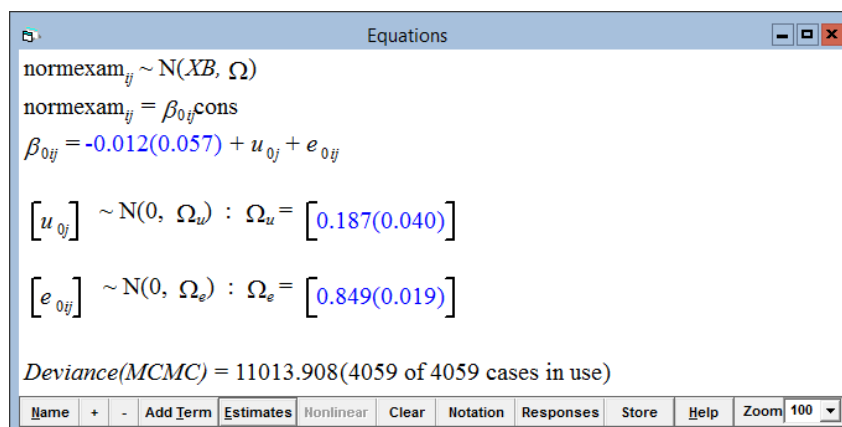 Equations
normexam_ij ~ N(XB, Ω)
normexam_ij = β_0ij cons
β_0ij = -0.012(0.057) + u_0j + e_0ij
[u_0j] ~ N(0, Ω_u) : Ω_u = [0.187(0.040)]
[e_0ij] ~ N(0, Ω_e) : Ω_e = [0.849(0.019)]
Deviance(MCMC) = 11013.908(4059 of 4059 cases in use)
Name + - Add Term Estimates Nonlinear Clear Notation Responses Store Help Zoom 100